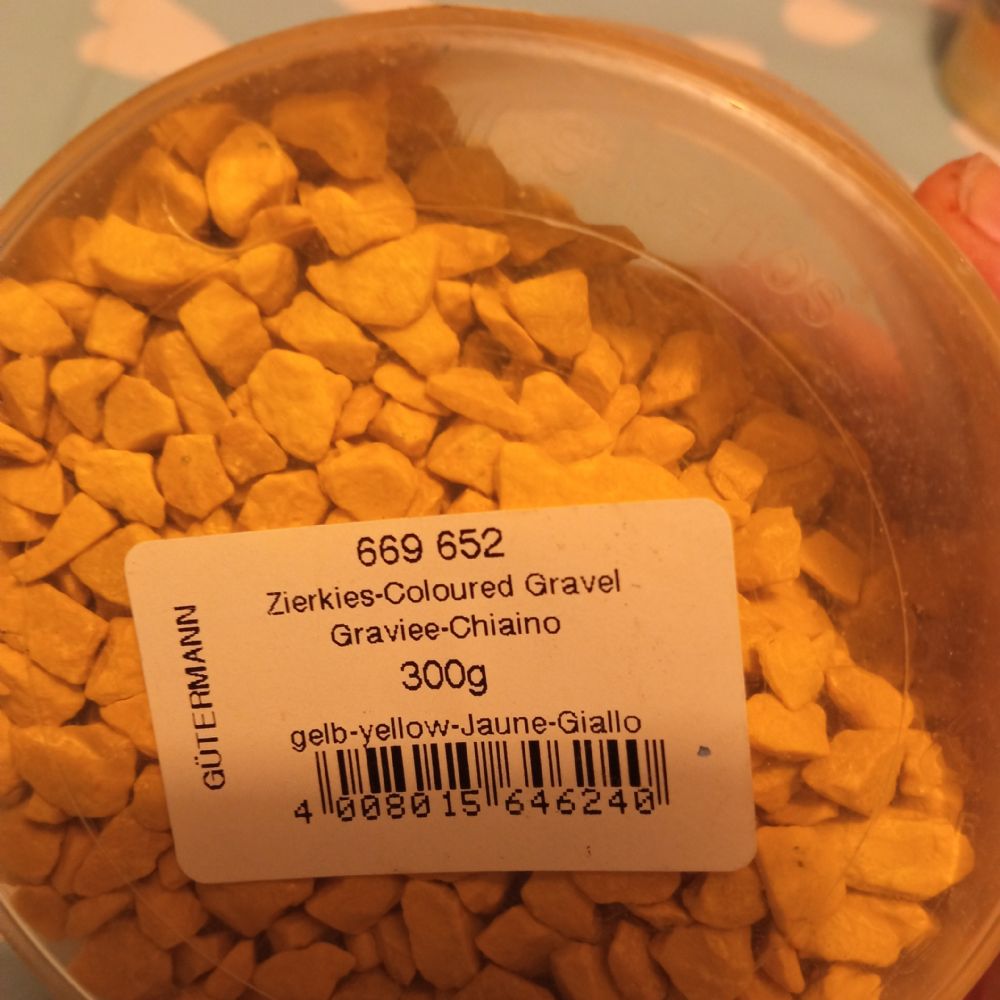 669 652
Zierkies-Coloured Gravel
Graviee-Chiaino
300g
gelb-yellow-Jaune-Giallo
GÜTERMANN
4 008015 646240